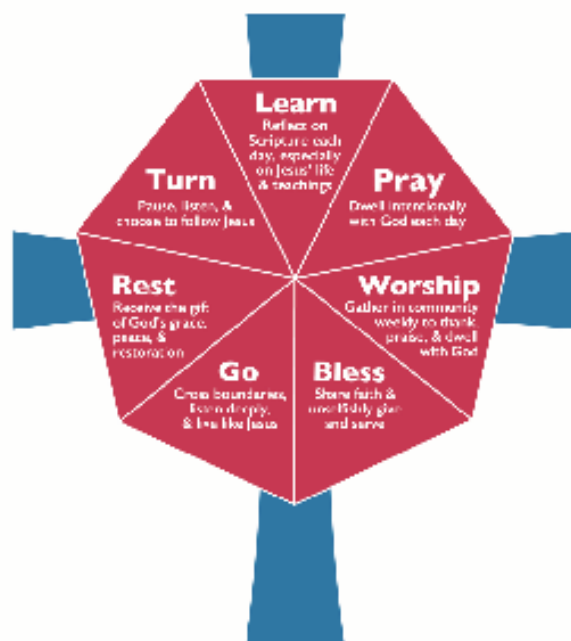 Learn
Reflect on
Scripture each
day, especially
on Jesus' life
& teachings
Pray
Dwell intentionally
with God each day
Worship
Gather in community
weekly to thank,
praise, & dwell
with God
Bless
Share faith &
unselfishly give
and serve
Go
Cross boundaries,
listen deeply,
& live like Jesus
Rest
Receive the gift
of God's grace,
peace, &
restoration
Turn
Pause, listen, &
choose to follow Jesus